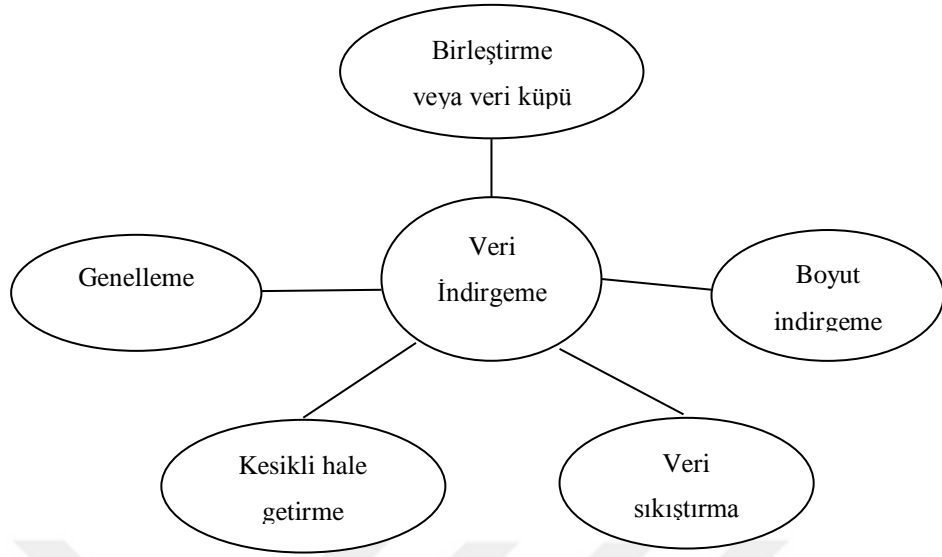 Birleştirme
veya veri küpü
Veri
İndirgeme
Genelleme
Boyut
indirgeme
Kesikli hale
getirme
Veri
sıkıştırma